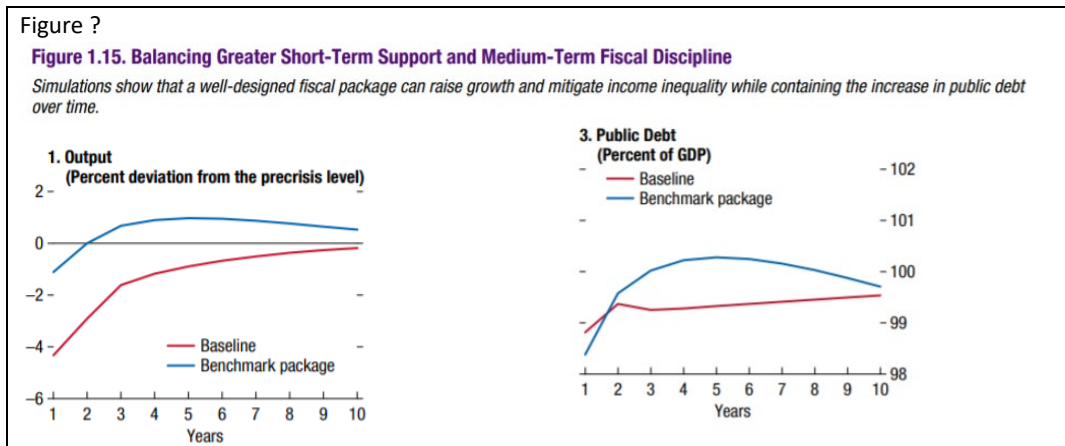 Figure ?
Figure 1.15. Balancing Greater Short-Term Support and Medium-Term Fiscal Discipline
Simulations show that a well-designed fiscal package can raise growth and mitigate income inequality while containing the increase in public debt
over time.
1. Output
(Percent deviation from the precrisis level)
2
0
–2
–4
–6
Baseline
Benchmark package
1 2 3 4 5 6 7 8 9 10
Years
3. Public Debt
(Percent of GDP)
Baseline
Benchmark package
102
101
100
99
98
1 2 3 4 5 6 7 8 9 10
Years